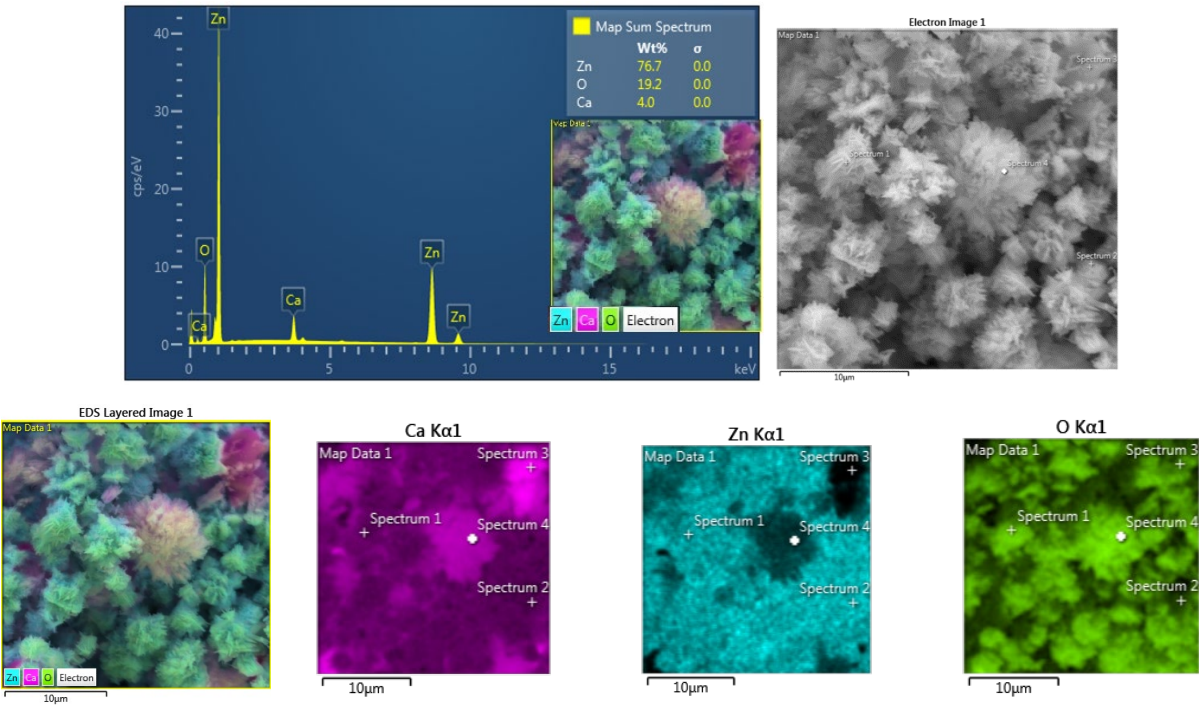 Map Sum Spectrum
Wt% σ
Zn 76.7 0.0
O 19.2 0.0
Ca 4.0 0.0
cps/eV
40
30
20
10
0
Zn
O
Ca
Ca
Zn
Zn
0 5 10 15 keV
Map Data 1
Zn Ca O Electron
Electron Image 1
Map Data 1
Spectrum 3
Spectrum 1
Spectrum 4
Spectrum 2
10μm
EDS Layered Image 1
Map Data 1
Zn Ca O Electron
10μm
Ca Kα1
Map Data 1
Spectrum 3
Spectrum 1
Spectrum 4
Spectrum 2
10μm
Zn Kα1
Map Data 1
Spectrum 3
Spectrum 1
Spectrum 4
Spectrum 2
10μm
O Kα1
Map Data 1
Spectrum 3
Spectrum 1
Spectrum 4
Spectrum 2
10μm